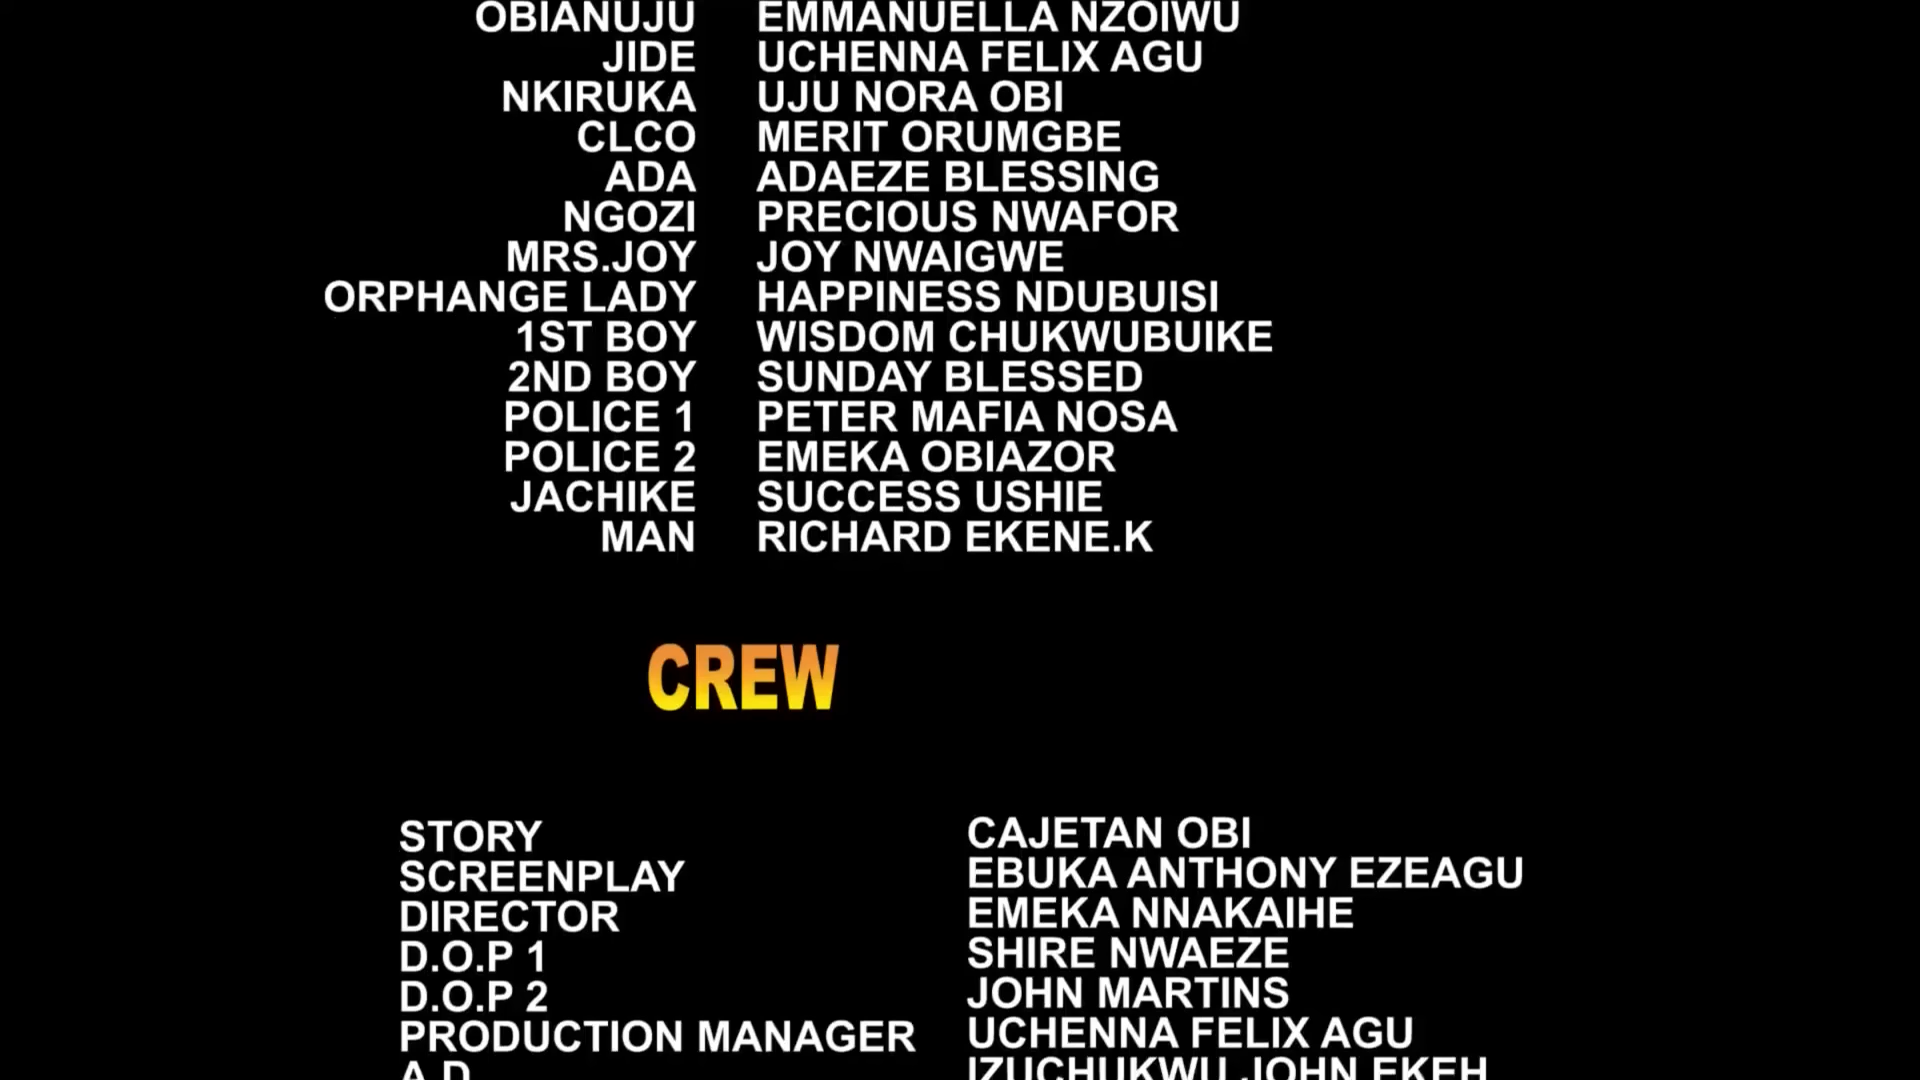 OBIANUJU EMMANUELLA NZOIWU
JIDE UCHENNA FELIX AGU
NKIRUKA UJU NORA OBI
CLCO MERIT ORUMGBE
ADA ADAEZE BLESSING
NGOZI PRECIOUS NWAFOR
MRS.JOY JOY NWAIGWE
ORPHANGE LADY HAPPINESS NDUBUISI
1ST BOY WISDOM CHUKWUBUIKE
2ND BOY SUNDAY BLESSED
POLICE 1 PETER MAFIA NOSA
POLICE 2 EMEKA OBIAZOR
JACHIKE SUCCESS USHIE
MAN RICHARD EKENE.K
CREW
STORY CAJETAN OBI
SCREENPLAY EBUKA ANTHONY EZEAGU
DIRECTOR EMEKA NNAKAIHE
D.O.P 1 SHIRE NWAEZE
D.O.P 2 JOHN MARTINS
PRODUCTION MANAGER UCHENNA FELIX AGU
A.D IZUCHUKWU JOHN EKEH